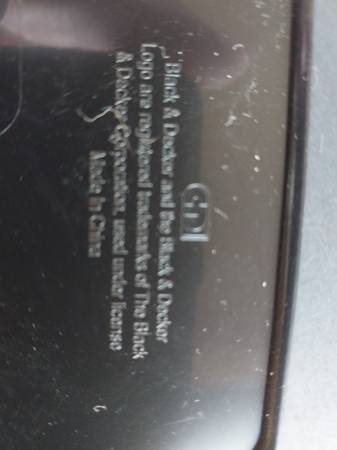 Black & Decker and the Black & Decker
Logo are registered trademarks of The Black
& Decker Corporation, used under license
Made in China